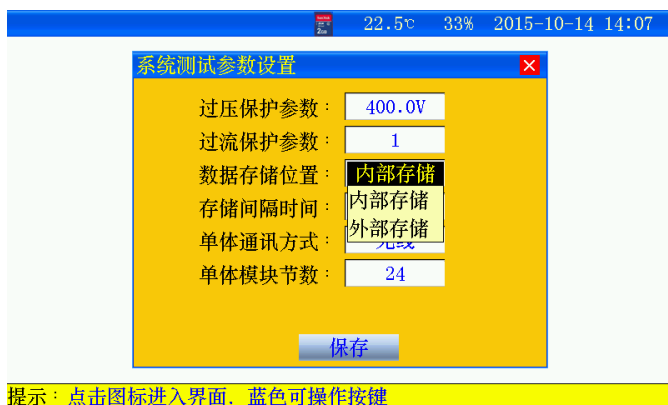 22.5℃ 33% 2015-10-14 14:07
系统测试参数设置
过压保护参数： 400.0V
过流保护参数： 1
数据存储位置： 内部存储
存储间隔时间： 内部存储
外部存储
单体通讯方式： 无线
单体模块节数： 24
保存
提示：点击图标进入界面．蓝色可操作按键